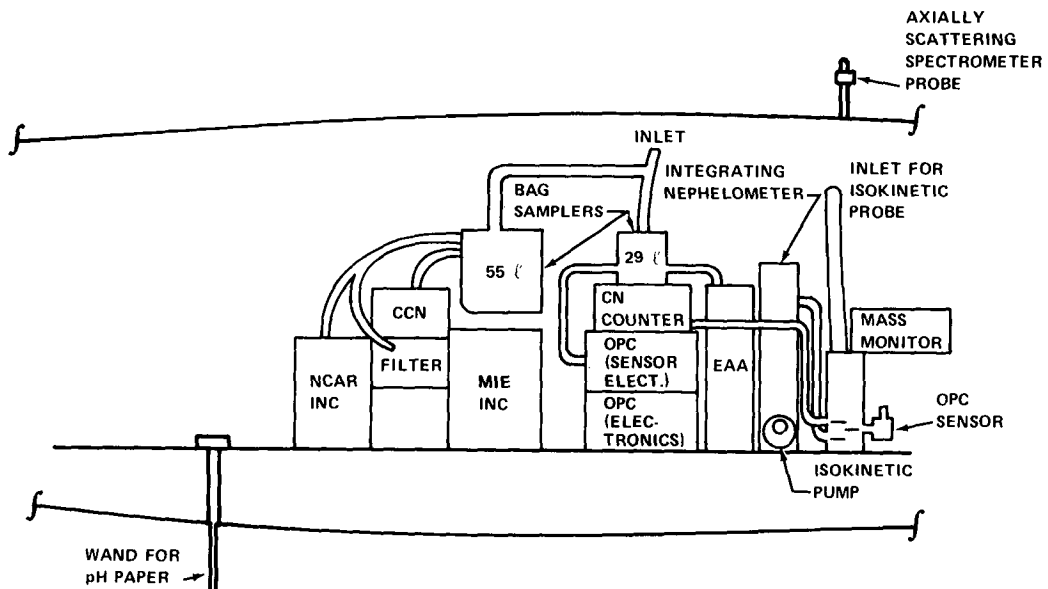 AXIALLY
SCATTERING
SPECTROMETER
PROBE
INLET
INTEGRATING
NEPHELOMETER
INLET FOR
ISOKINETIC
PROBE
BAG
SAMPLERS
55 ℓ
29 ℓ
CCN
CN
COUNTER
MASS
MONITOR
NCAR
INC
FILTER
MIE
INC
OPC
(SENSOR
ELECT.)
EAA
OPC
(ELEC-
TRONICS)
OPC
SENSOR
ISOKINETIC
PUMP
WAND FOR
pH PAPER